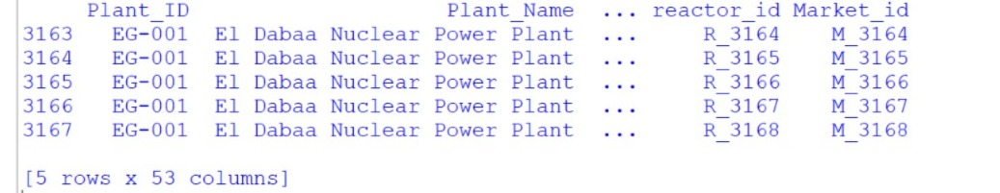 Plant_ID Plant_Name ... reactor_id Market_id
3163 EG-001 El Dabaa Nuclear Power Plant ... R_3164 M_3164
3164 EG-001 El Dabaa Nuclear Power Plant ... R_3165 M_3165
3165 EG-001 El Dabaa Nuclear Power Plant ... R_3166 M_3166
3166 EG-001 El Dabaa Nuclear Power Plant ... R_3167 M_3167
3167 EG-001 El Dabaa Nuclear Power Plant ... R_3168 M_3168
[5 rows x 53 columns]